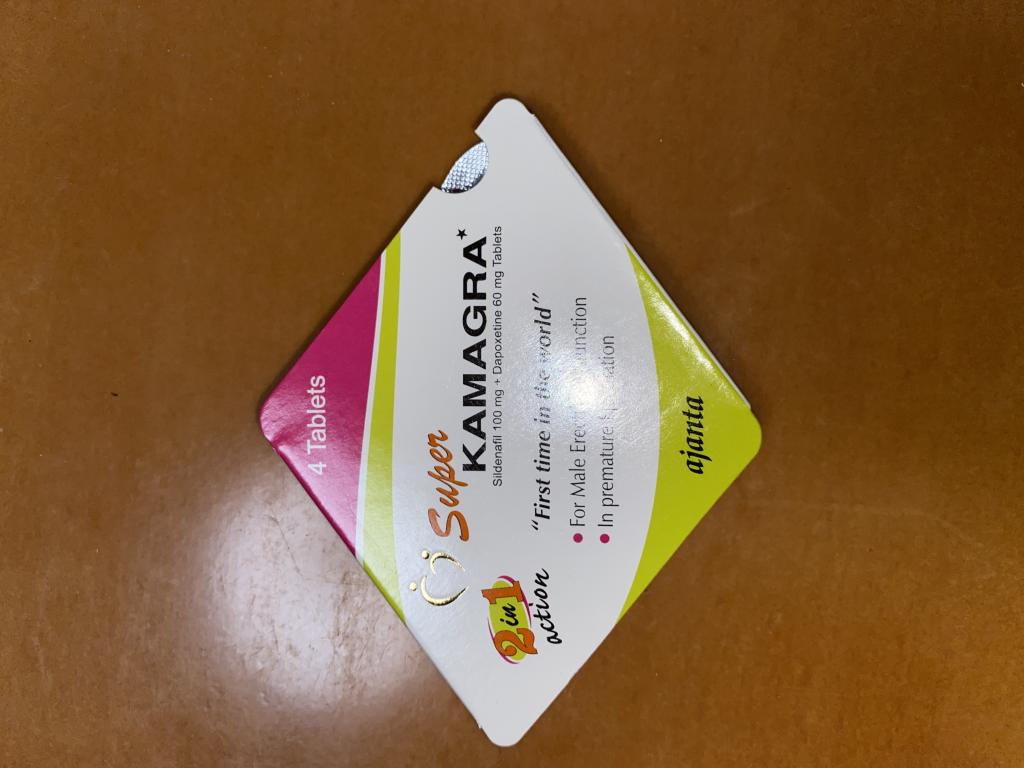 4 Tablets
Super
KAMAGRA*
Sildenafil 100 mg + Dapoxetine 60 mg Tablets
2 in 1
action
"First time in the world"
For Male
In premature
ajanta